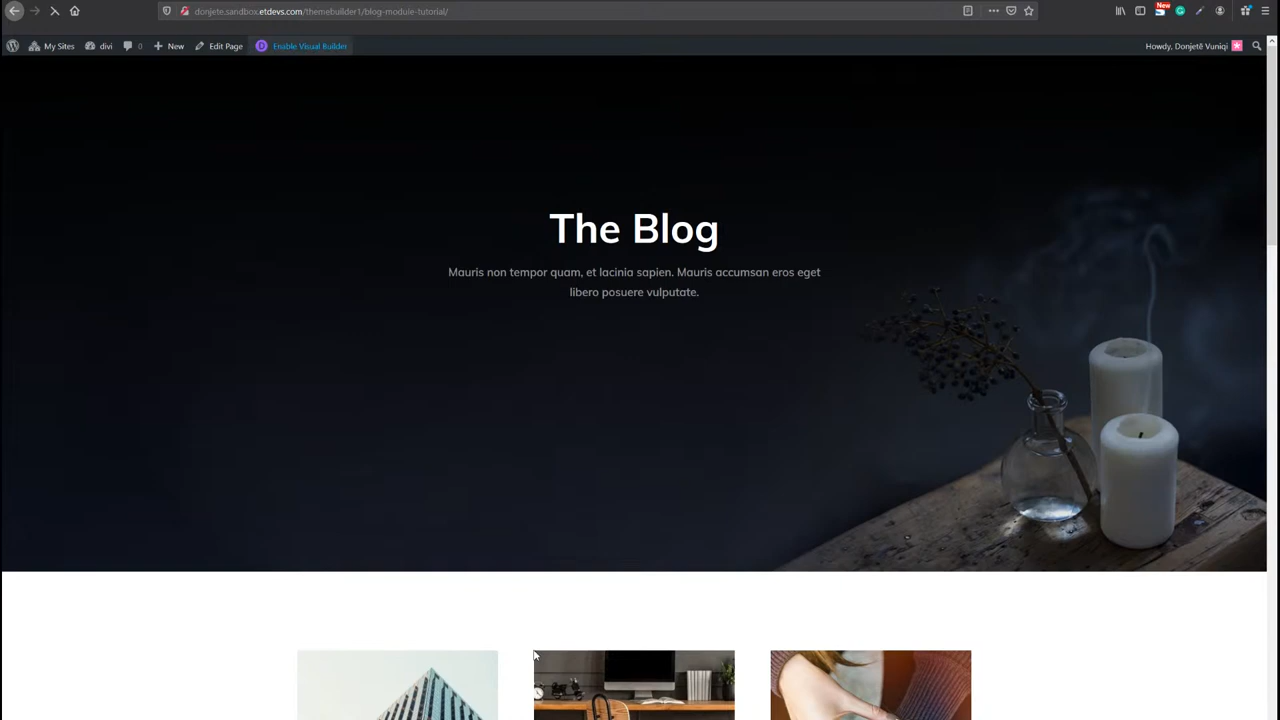 donjete.sandbox.etdevs.com/themebuilder1/blog-module-tutorial/
New
My Sites
divi
0
New
Edit Page
D
Enable Visual Builder
Howdy, Donjetë Vuniqi
The Blog
Mauris non tempor quam, et lacinia sapien. Mauris accumsan eros eget
libero posuere vulputate.